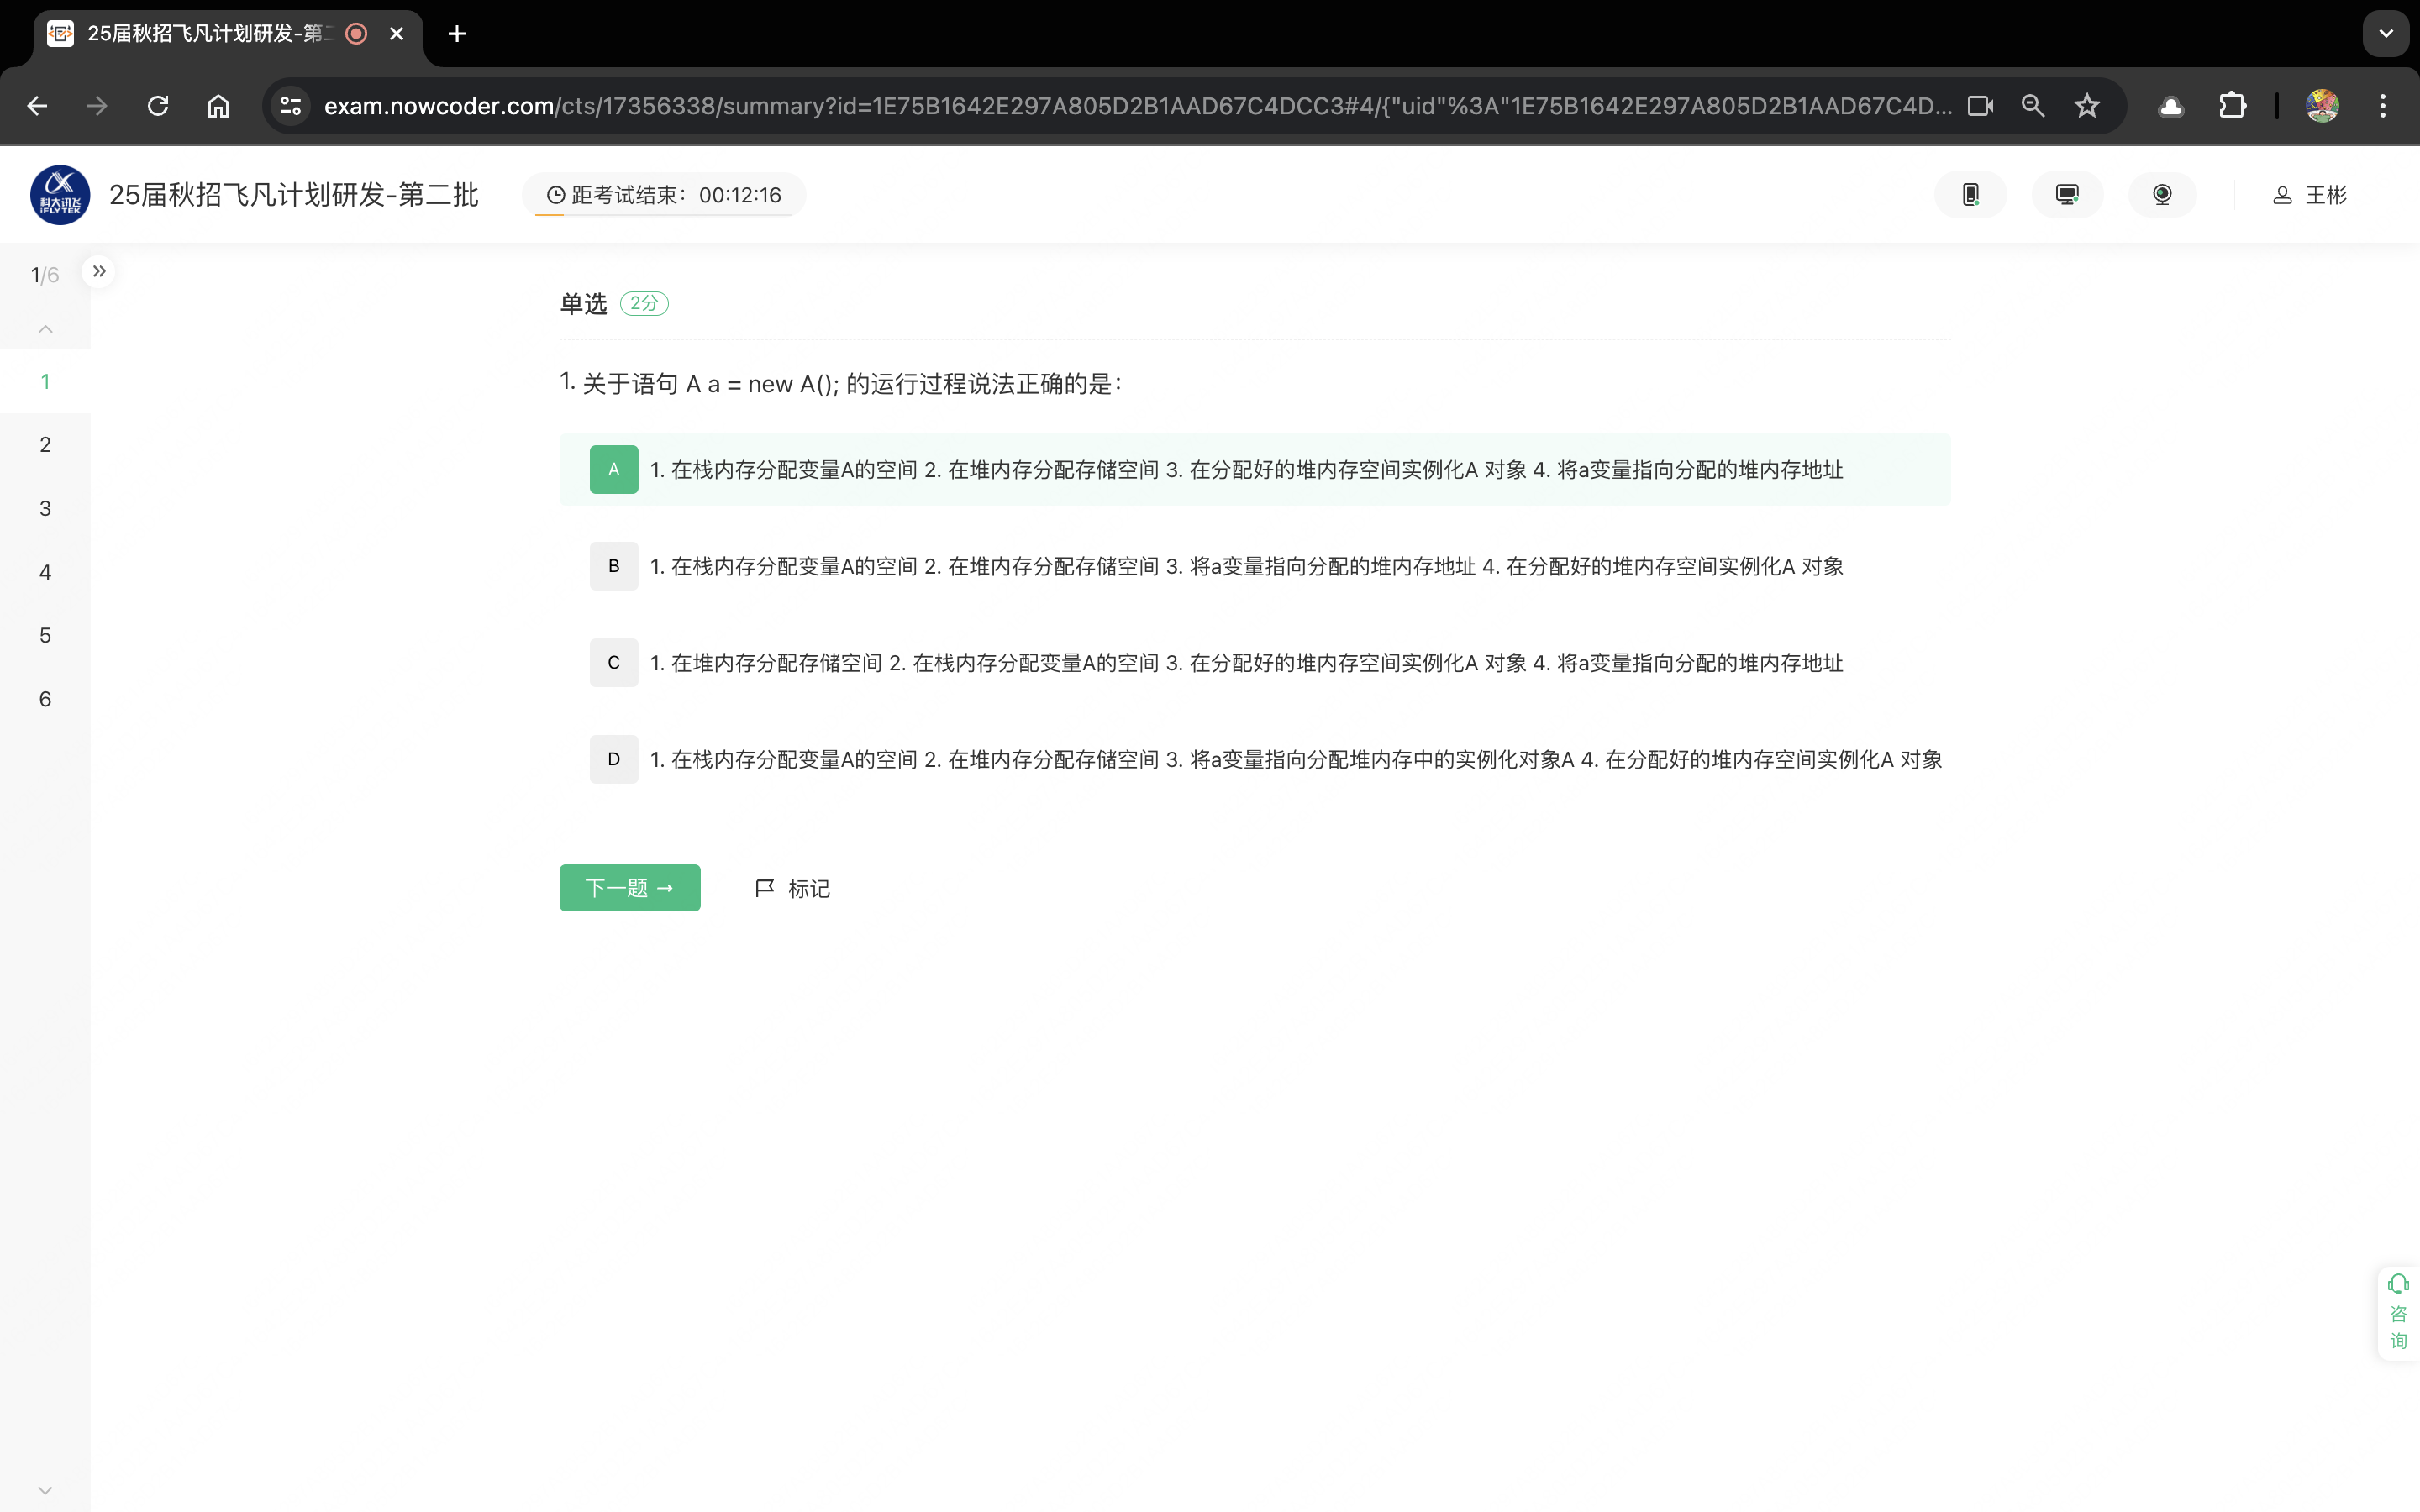 25届秋招飞凡计划研发-第二
exam.nowcoder.com/cts/17356338/summary?id=1E75B1642E297A805D2B1AAD67C4DCC3#4/{"uid"%3A"1E75B1642E297A805D2B1AAD67C4D...
科大讯飞
iFLYTEK
25届秋招飞凡计划研发-第二批
距考试结束：00:12:16
王彬
1/6
1
2
3
4
5
6
单选 2分
1. 关于语句 A a = new A(); 的运行过程说法正确的是：
A 1. 在栈内存分配变量A的空间 2. 在堆内存分配存储空间 3. 在分配好的堆内存空间实例化A 对象 4. 将a变量指向分配的堆内存地址
B 1. 在栈内存分配变量A的空间 2. 在堆内存分配存储空间 3. 将a变量指向分配的堆内存地址 4. 在分配好的堆内存空间实例化A 对象
C 1. 在堆内存分配存储空间 2. 在栈内存分配变量A的空间 3. 在分配好的堆内存空间实例化A 对象 4. 将a变量指向分配的堆内存地址
D 1. 在栈内存分配变量A的空间 2. 在堆内存分配存储空间 3. 将a变量指向分配堆内存中的实例化对象A 4. 在分配好的堆内存空间实例化A 对象
下一题 → 标记
咨
询